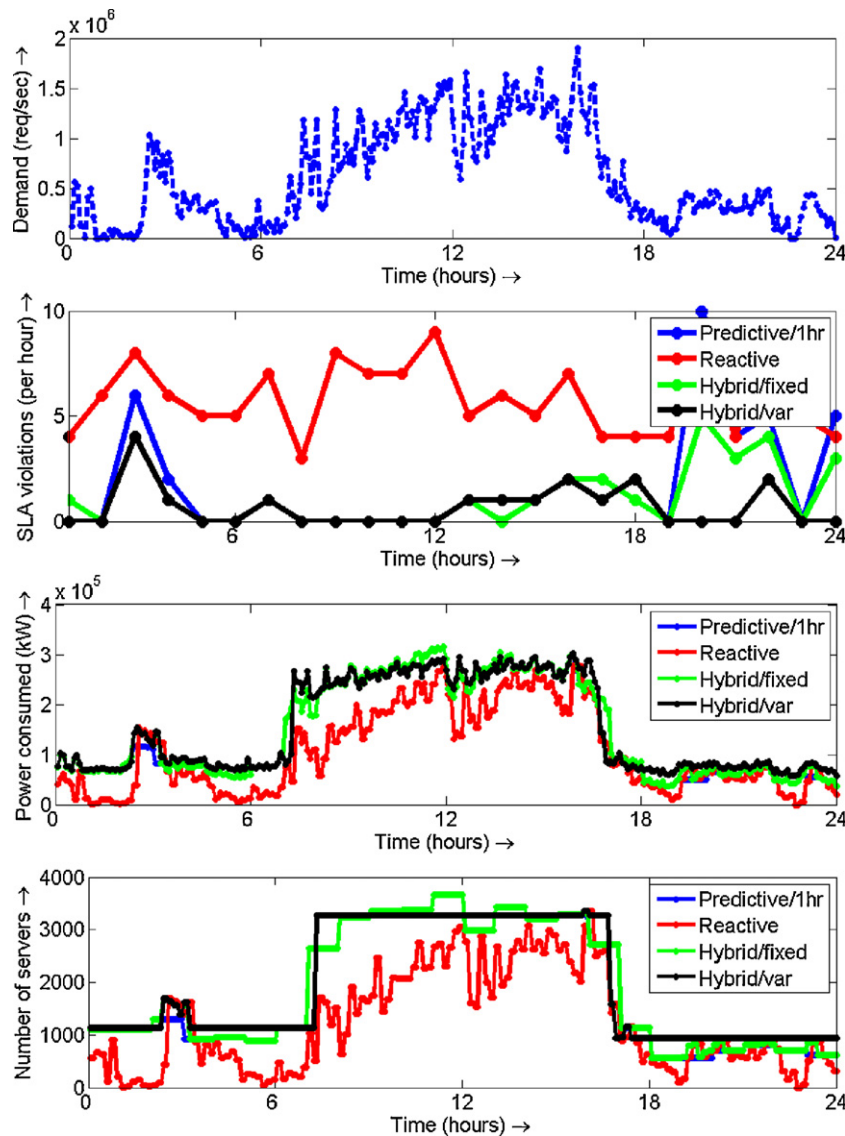 x 10⁶
2
1.5
1
0.5
0
Demand (req/sec) →
0 6 12 18 24
Time (hours) →
10
5
0
SLA violations (per hour) →
Predictive/1hr
Reactive
Hybrid/fixed
Hybrid/var
6 12 18 24
Time (hours) →
x 10⁵
4
3
2
1
0
Power consumed (kW) →
Predictive/1hr
Reactive
Hybrid/fixed
Hybrid/var
0 6 12 18 24
Time (hours) →
4000
3000
2000
1000
0
Number of servers →
Predictive/1hr
Reactive
Hybrid/fixed
Hybrid/var
0 6 12 18 24
Time (hours) →